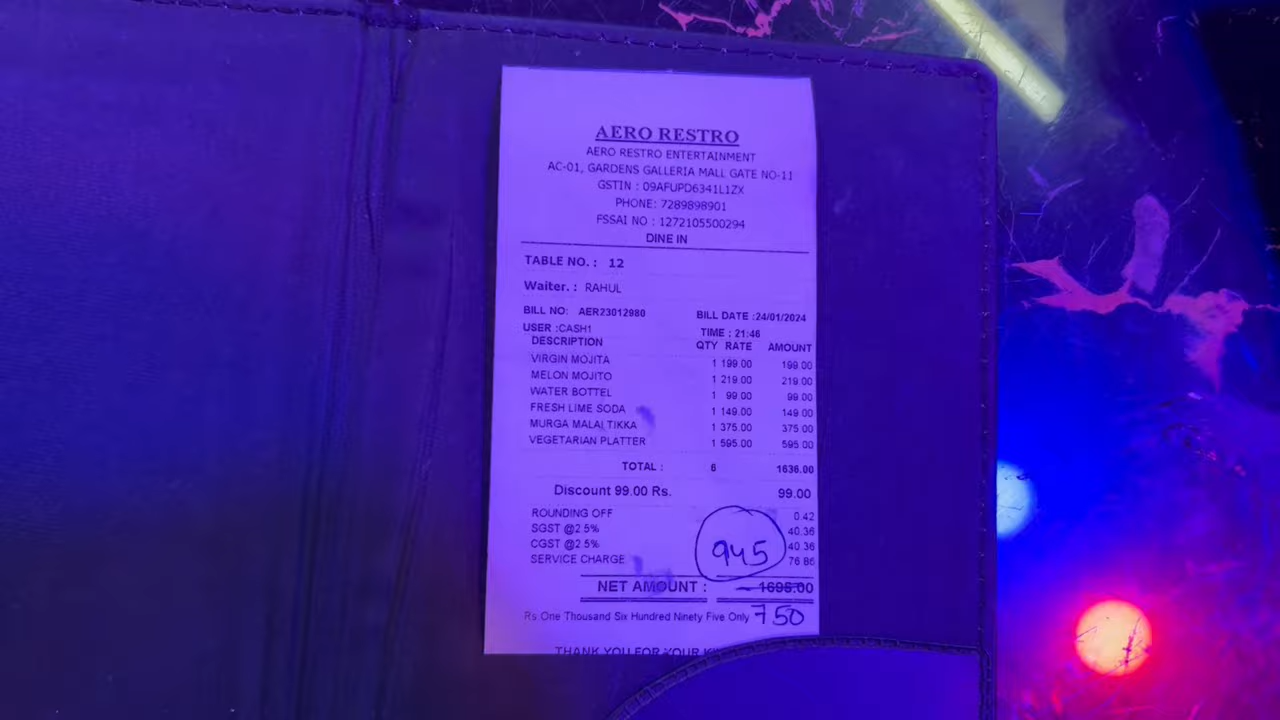 AERO RESTRO
AERO RESTRO ENTERTAINMENT
AC-01, GARDENS GALLERIA MALL GATE NO-11
GSTIN : 09AFUPD6341L1ZX
PHONE: 7289898901
FSSAI NO : 1272105500294
DINE IN
TABLE NO. : 12
Waiter. : RAHUL
BILL NO: AER23012980 BILL DATE :24/01/2024
USER :CASH1 TIME : 21:46
DESCRIPTION QTY RATE AMOUNT
VIRGIN MOJITA 1 199.00 199.00
MELON MOJITO 1 219.00 219.00
WATER BOTTEL 1 99.00 99.00
FRESH LIME SODA 1 149.00 149.00
MURGA MALAI TIKKA 1 375.00 375.00
VEGETARIAN PLATTER 1 595.00 595.00
TOTAL : 6 1636.00
Discount 99.00 Rs. 99.00
ROUNDING OFF 0.42
SGST @2.5% 40.36
CGST @2.5% 40.36
SERVICE CHARGE 76.86
945
NET AMOUNT : 1695.00
Rs One Thousand Six Hundred Ninety Five Only 750
THANK YOU FOR YOUR